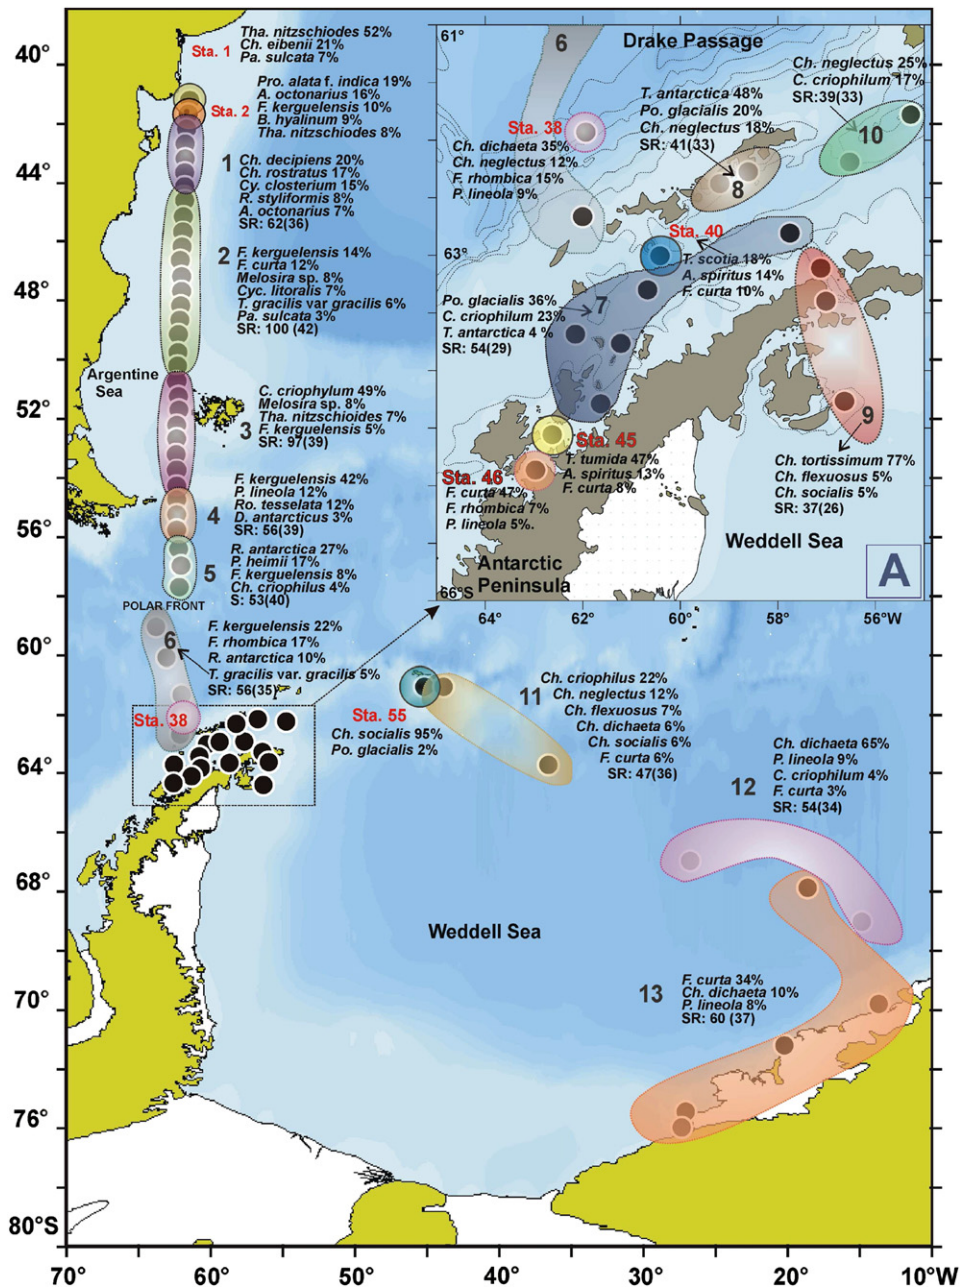 40°
44°
48°
52°
56°
60°
64°
68°
70°
76°
80°S
70°
60°
50°
40°
30°
20°
10°W
Sta. 1
Tha. nitzschiodes 52%
Ch. eibenii 21%
Pa. sulcata 7%
Sta. 2
Pro. alata f. indica 19%
A. octonarius 16%
F. kerguelensis 10%
B. hyalinum 9%
Tha. nitzschiodes 8%
1
Ch. decipiens 20%
Ch. rostratus 17%
Cy. closterium 15%
R. styliformis 8%
A. octonarius 7%
SR: 62(36)
2
F. kerguelensis 14%
F. curta 12%
Melosira sp. 8%
Cyc. litoralis 7%
T. gracilis var gracilis 6%
Pa. sulcata 3%
SR: 100 (42)
Argentine
Sea
3
C. criophylum 49%
Melosira sp. 8%
Tha. nitzschioides 7%
F. kerguelensis 5%
SR: 97(39)
4
F. kerguelensis 42%
P. lineola 12%
Ro. tesselata 12%
D. antarcticus 3%
SR: 56(39)
5
R. antarctica 27%
P. heimii 17%
F. kerguelensis 8%
Ch. criophilus 4%
S: 53(40)
POLAR FRONT
6
F. kerguelensis 22%
F. rhombica 17%
R. antarctica 10%
T. gracilis var. gracilis 5%
SR: 56(35)
Sta. 38
Sta. 55
Ch. socialis 95%
Po. glacialis 2%
11
Ch. criophilus 22%
Ch. neglectus 12%
Ch. flexuosus 7%
Ch. dichaeta 6%
Ch. socialis 6%
F. curta 6%
SR: 47(36)
12
Ch. dichaeta 65%
P. lineola 9%
C. criophilum 4%
F. curta 3%
SR: 54(34)
Weddell Sea
13
F. curta 34%
Ch. dichaeta 10%
P. lineola 8%
SR: 60 (37)
61°
63°
66°S
64°
62°
60°
58°
56°W
6
Drake Passage
Sta. 38
Ch. dichaeta 35%
Ch. neglectus 12%
F. rhombica 15%
P. lineola 9%
T. antarctica 48%
Po. glacialis 20%
Ch. neglectus 18%
SR: 41(33)
8
Ch. neglectus 25%
C. criophilum 17%
SR:39(33)
10
Sta. 40
T. scotia 18%
A. spiritus 14%
F. curta 10%
7
Po. glacialis 36%
C. criophilum 23%
T. antarctica 4 %
SR: 54(29)
9
Ch. tortissimum 77%
Ch. flexuosus 5%
Ch. socialis 5%
SR: 37(26)
Sta. 45
T. tumida 47%
A. spiritus 13%
F. curta 8%
Sta. 46
F. curta 47%
F. rhombica 7%
P. lineola 5%.
Weddell Sea
Antarctic
Peninsula
A